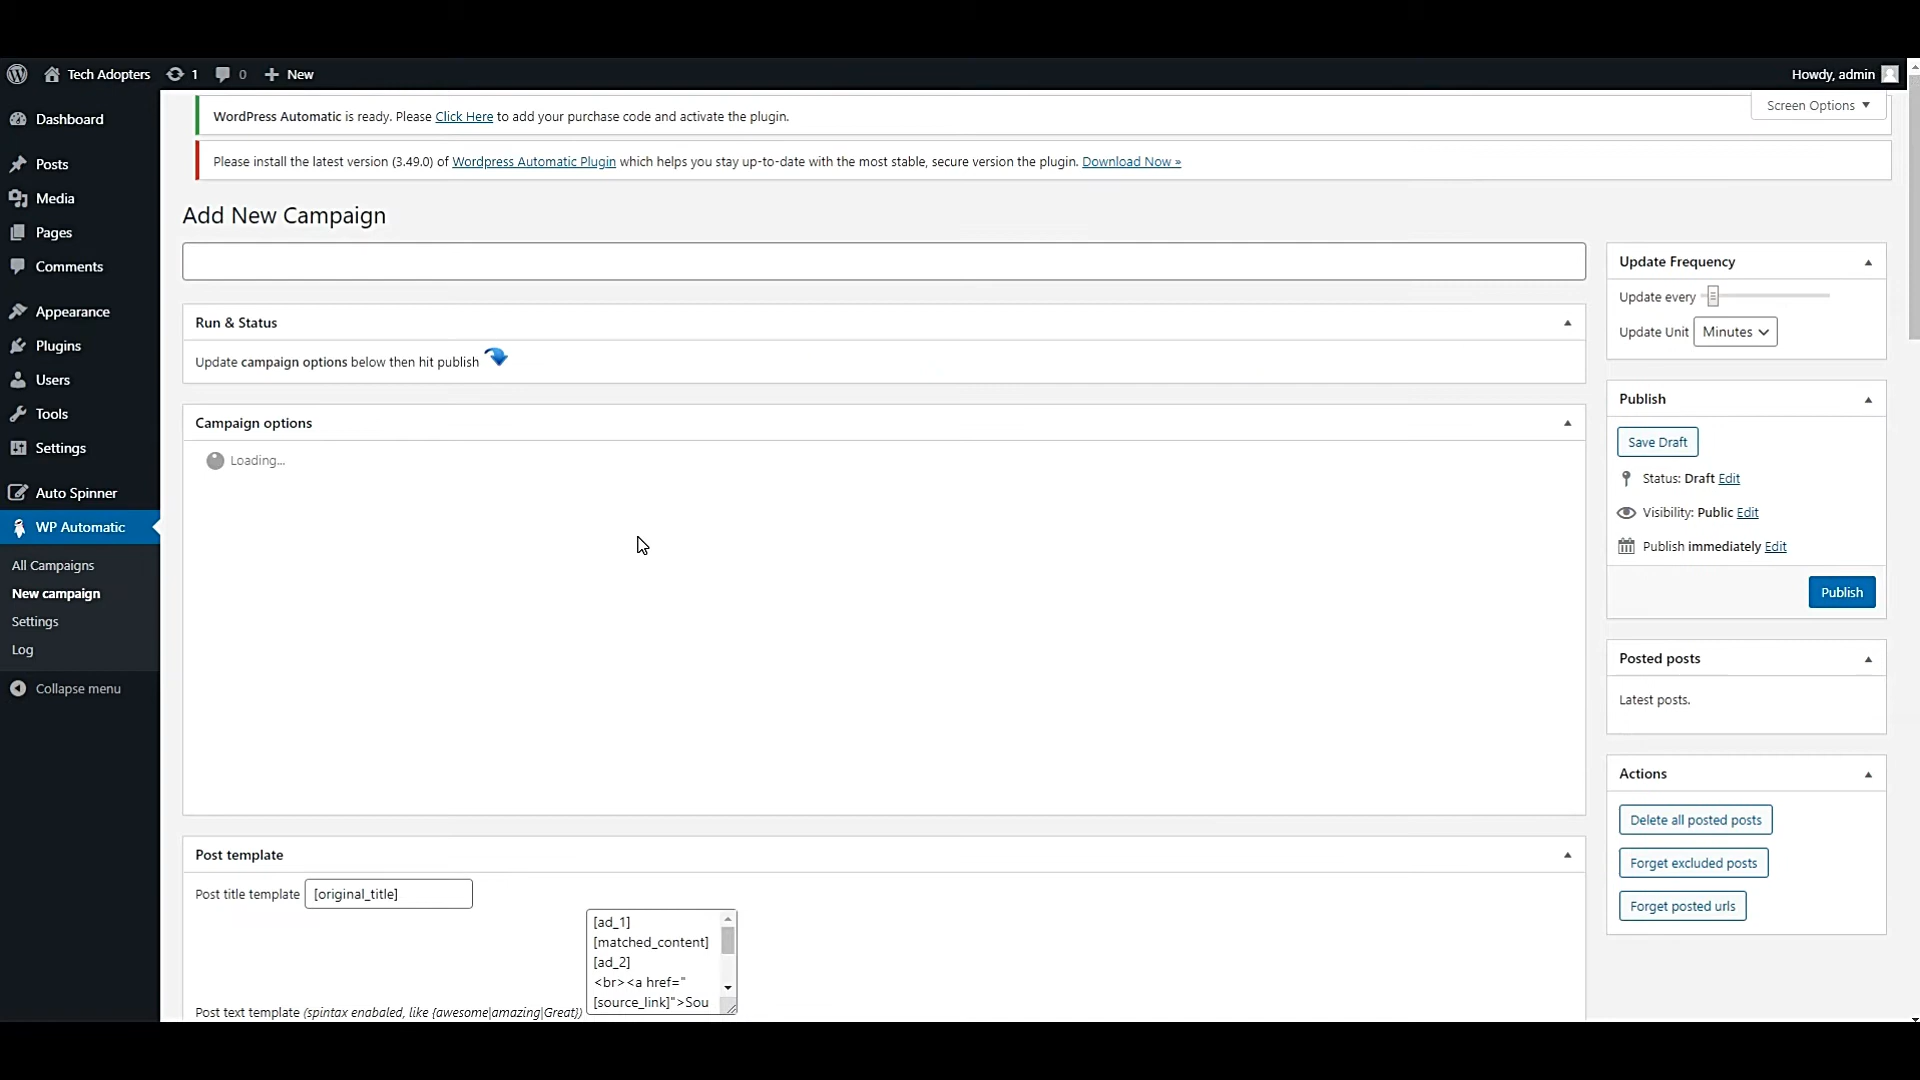 Tech Adopters 1 0 New Howdy, admin
Dashboard
Posts
Media
Pages
Comments
Appearance
Plugins
Users
Tools
Settings
Auto Spinner
WP Automatic
All Campaigns
New campaign
Settings
Log
Collapse menu
Screen Options
WordPress Automatic is ready. Please Click Here to add your purchase code and activate the plugin.
Please install the latest version (3.49.0) of Wordpress Automatic Plugin which helps you stay up-to-date with the most stable, secure version the plugin. Download Now »
Add New Campaign
Run & Status
Update campaign options below then hit publish
Campaign options
Loading...
Post template
Post title template [original_title]
[ad_1]
[matched_content]
[ad_2]
<br><a href="
[source_link]">Sou
Post text template (spintax enabaled, like {awesome|amazing|Great})
Update Frequency
Update every
Update Unit Minutes
Publish
Save Draft
Status: Draft Edit
Visibility: Public Edit
Publish immediately Edit
Publish
Posted posts
Latest posts.
Actions
Delete all posted posts
Forget excluded posts
Forget posted urls